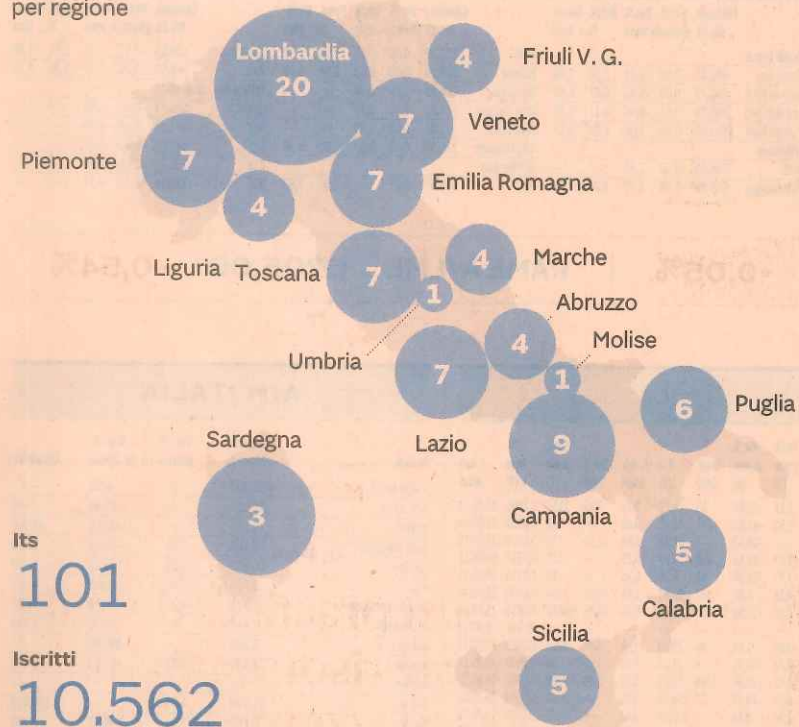 per regione
Lombardia
20
4
Friuli V. G.
7
Veneto
Piemonte
7
7
Emilia Romagna
4
Liguria
Toscana
7
4
Marche
1
Umbria
Abruzzo
4
Molise
1
7
Lazio
6
Puglia
9
Campania
Sardegna
3
5
Calabria
Sicilia
5
Its
101
Iscritti
10.562